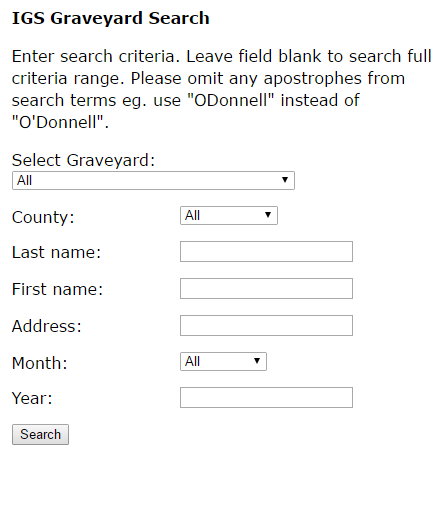 IGS Graveyard Search
Enter search criteria. Leave field blank to search full
criteria range. Please omit any apostrophes from
search terms eg. use "ODonnell" instead of
"O'Donnell".
Select Graveyard:
All
County: All
Last name:
First name:
Address:
Month: All
Year:
Search